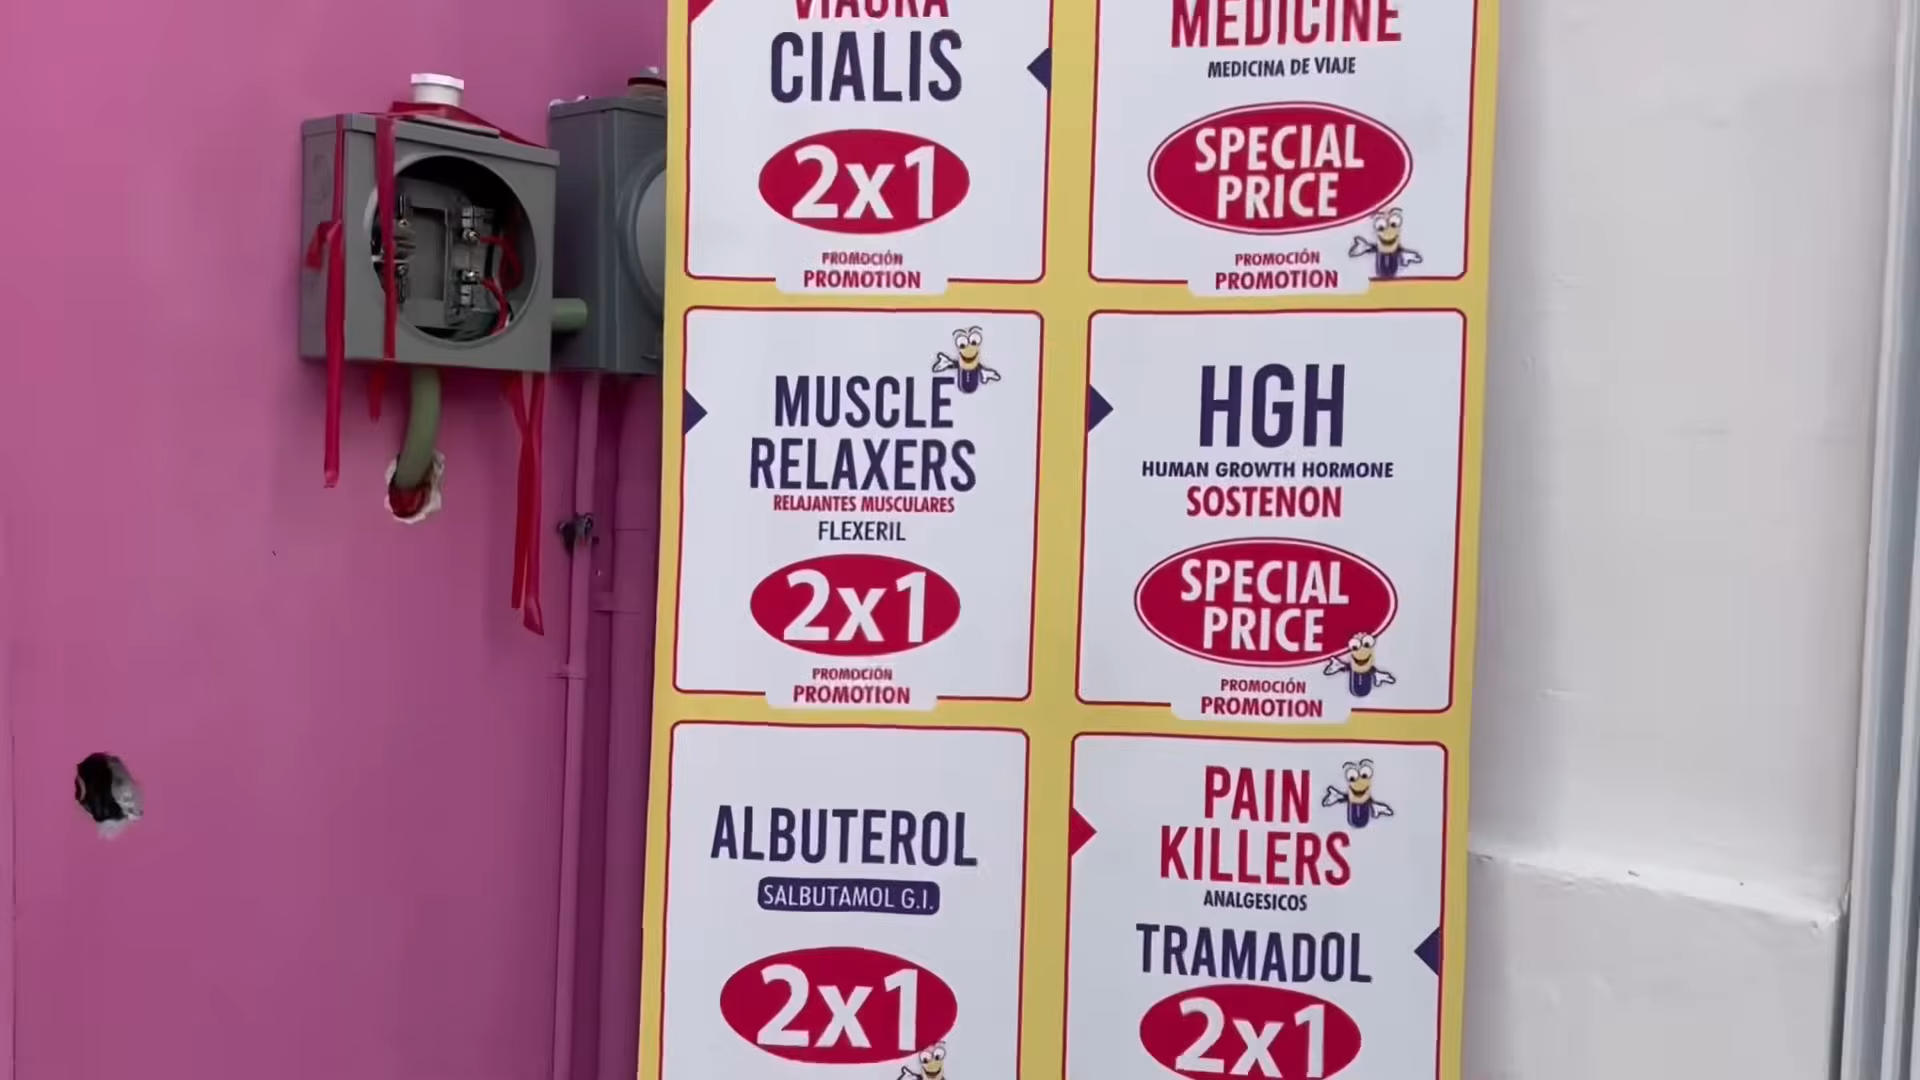 VIAGRA
CIALIS
2x1
PROMOCIÓN
PROMOTION
MEDICINE
MEDICINA DE VIAJE
SPECIAL
PRICE
PROMOCIÓN
PROMOTION
MUSCLE
RELAXERS
RELAJANTES MUSCULARES
FLEXERIL
2x1
PROMOCIÓN
PROMOTION
HGH
HUMAN GROWTH HORMONE
SOSTENON
SPECIAL
PRICE
PROMOCIÓN
PROMOTION
ALBUTEROL
SALBUTAMOL G.I.
2x1
PAIN
KILLERS
ANALGESICOS
TRAMADOL
2x1